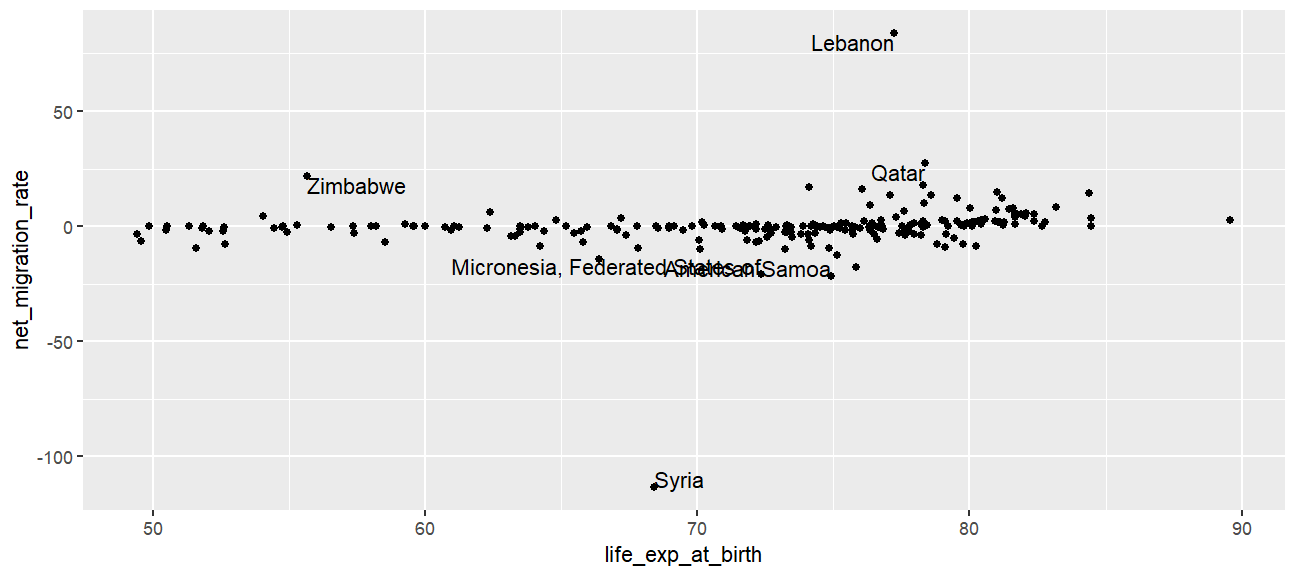 Lebanon
50
Qatar
Zimbabwe
0
Micronesia, Federated States of
American Samoa
-50
-100
Syria
net_migration_rate
50
60
70
80
90
life_exp_at_birth